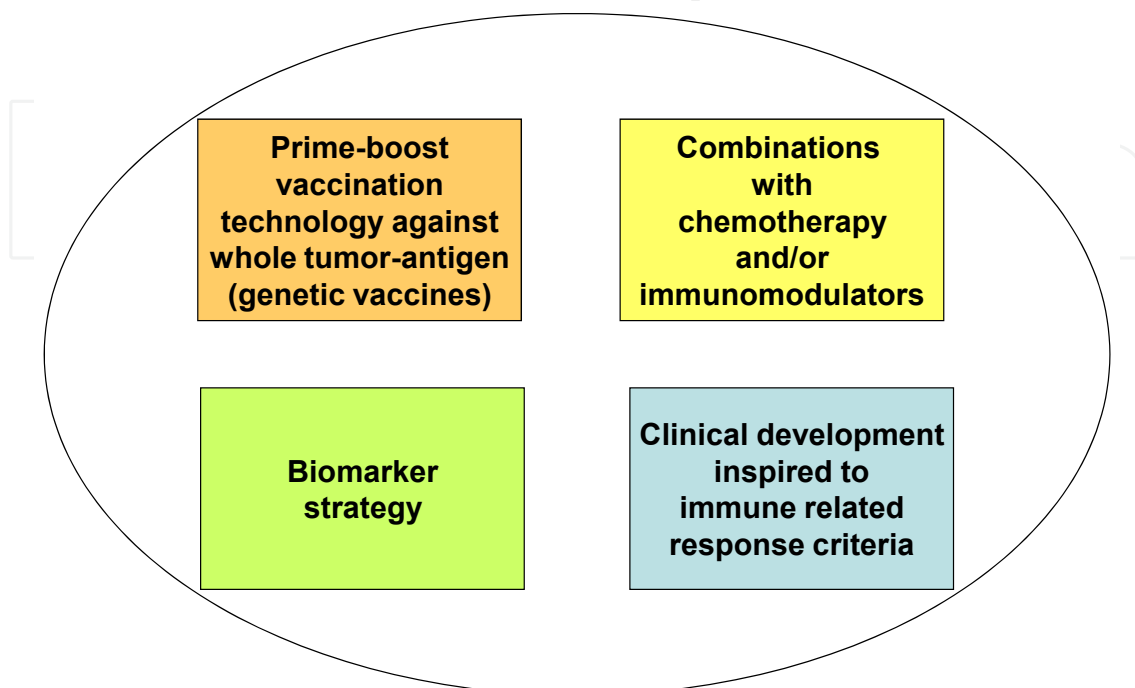 Prime-boost
vaccination
technology against
whole tumor-antigen
(genetic vaccines)
Combinations
with
chemotherapy
and/or
immunomodulators
Biomarker
strategy
Clinical development
inspired to
immune related
response criteria